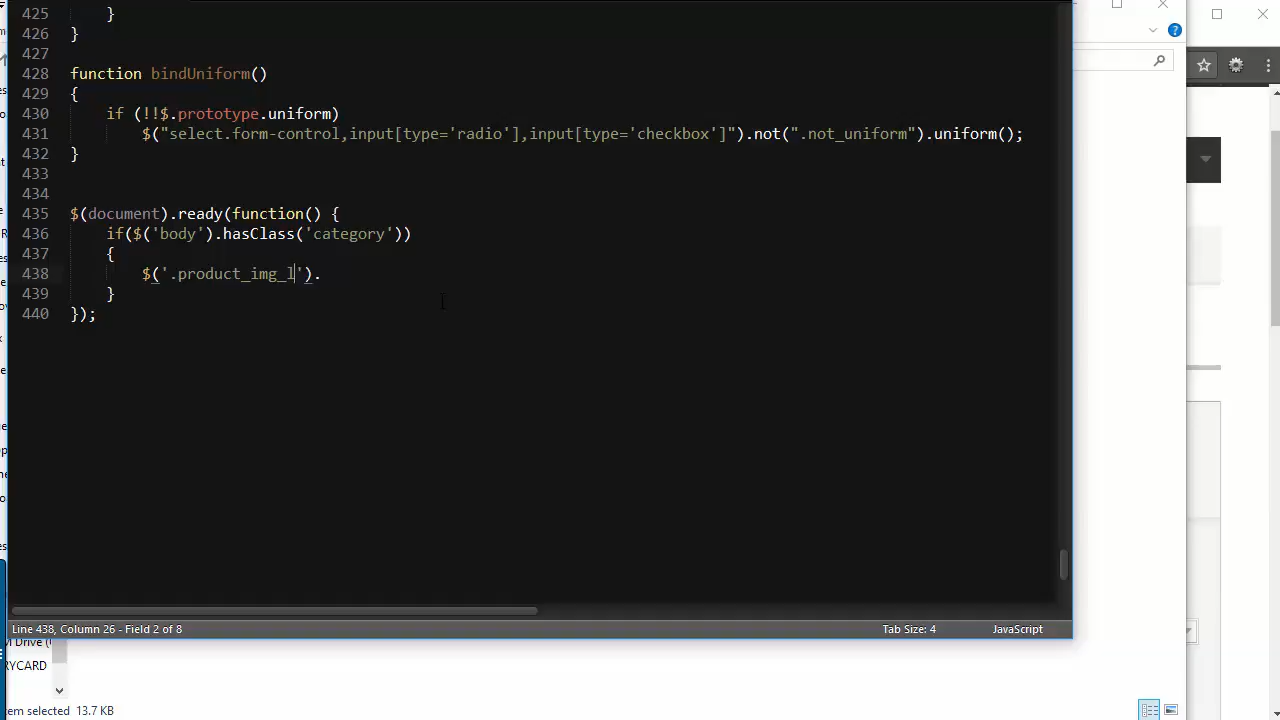 425 }
426 }
427
428 function bindUniform()
429 {
430 if (!!$.prototype.uniform)
431 $("select.form-control,input[type='radio'],input[type='checkbox']").not(".not_uniform").uniform();
432 }
433
434
435 $(document).ready(function() {
436 if($('body').hasClass('category'))
437 {
438 $('.product_img_l').
439 }
440 });
Line 438, Column 26 - Field 2 of 8
Tab Size: 4
JavaScript
M Drive (
RYCARD
em selected 13.7 KB